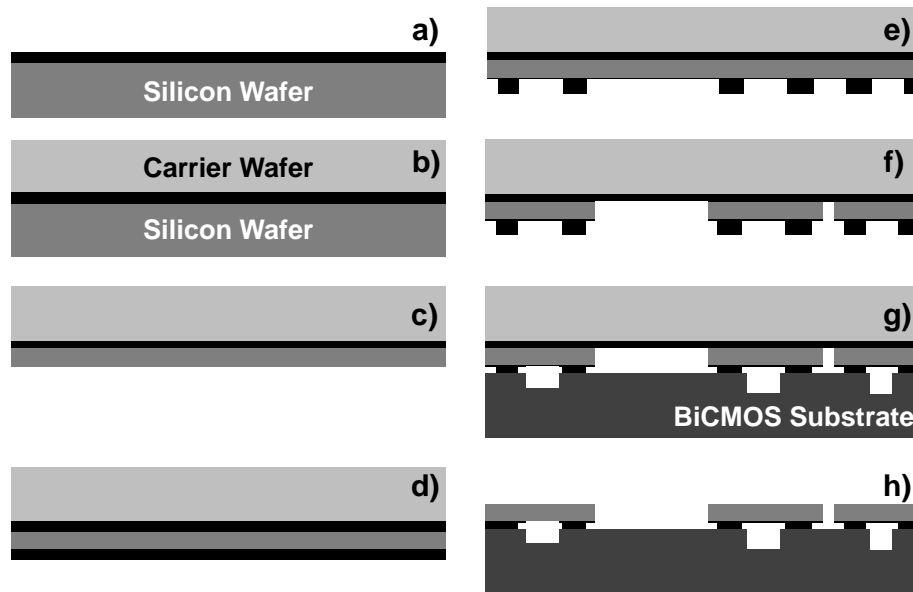 a)
Silicon Wafer
Carrier Wafer b)
Silicon Wafer
c)
d)
e)
f)
g)
BiCMOS Substrate
h)